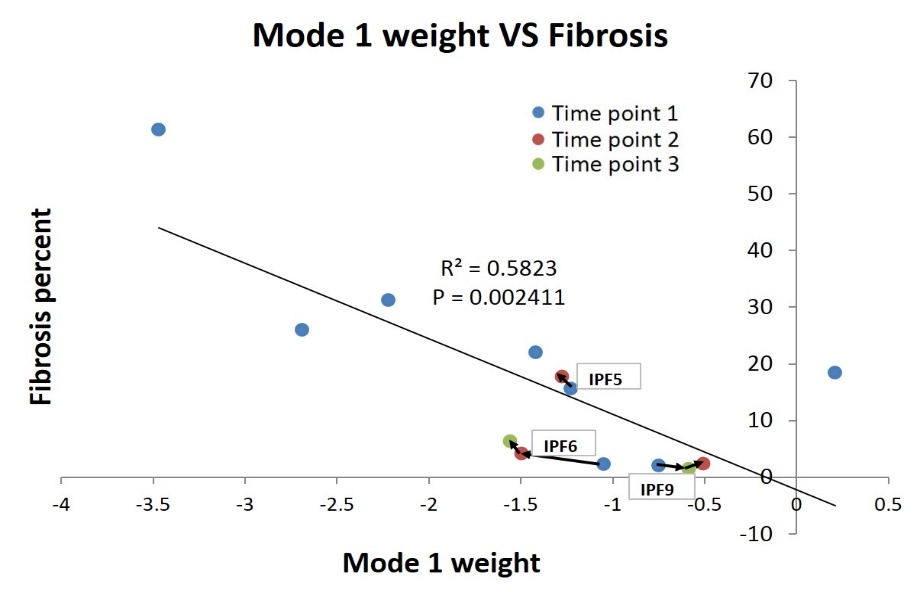 Mode 1 weight VS Fibrosis
70
Time point 1
Time point 2
Time point 3
60
50
40
30
20
10
0
-10
Fibrosis percent
R² = 0.5823
P = 0.002411
IPF5
IPF6
IPF9
-4 -3.5 -3 -2.5 -2 -1.5 -1 -0.5 0 0.5
Mode 1 weight